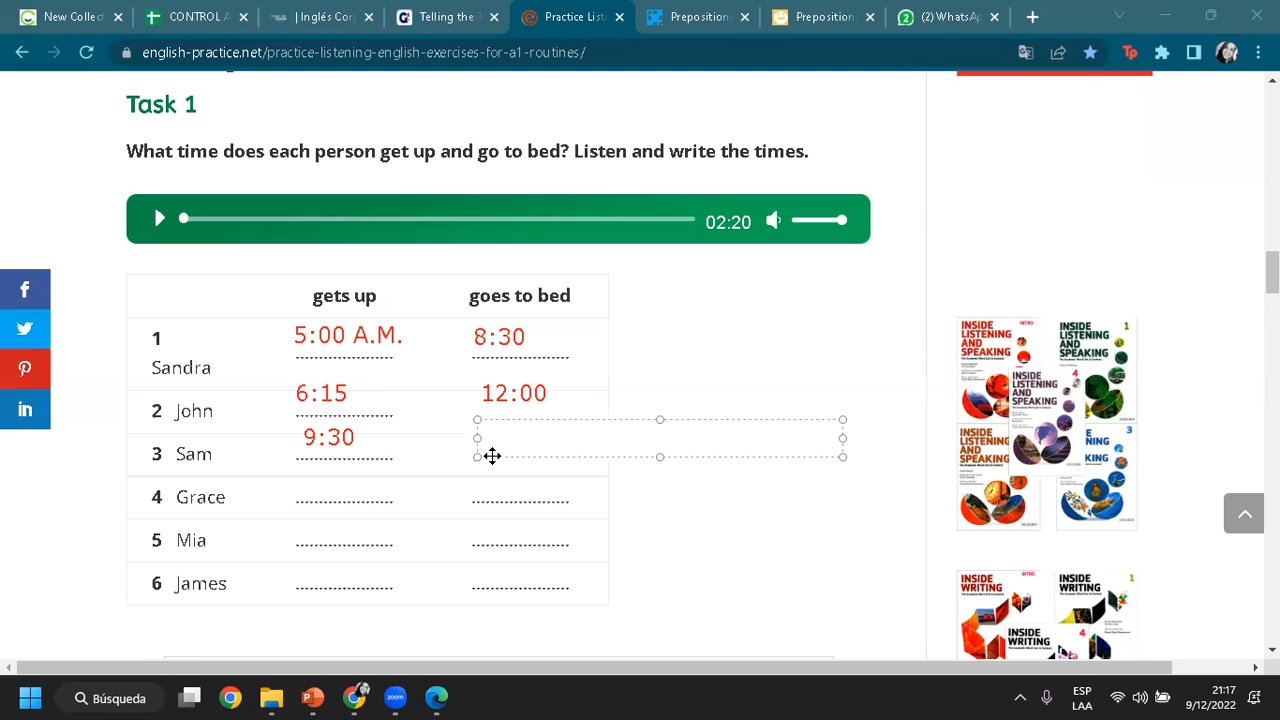 New Collec
CONTROL A
Inglés Corp
Telling the T
Practice List
Preposition
Preposition
(2) WhatsA
english-practice.net/practice-listening-english-exercises-for-a1-routines/
Task 1
What time does each person get up and go to bed? Listen and write the times.
02:20
gets up goes to bed
1 Sandra 5:00 A.M. 8:30
2 John 6:15 12:00
3 Sam 9:30
4 Grace
5 Mia
6 James
INSIDE LISTENING AND SPEAKING INTRO
INSIDE LISTENING AND SPEAKING 1
INSIDE LISTENING AND SPEAKING 4
INSIDE LISTENING AND SPEAKING
3
INSIDE WRITING INTRO
INSIDE WRITING 1
INSIDE WRITING 4
Búsqueda
zoom
ESP
LAA
21:17
9/12/2022